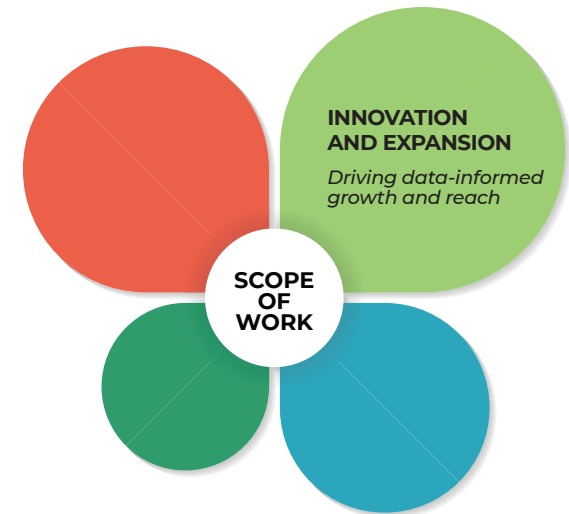 INNOVATION
AND EXPANSION
Driving data-informed
growth and reach
SCOPE
OF
WORK